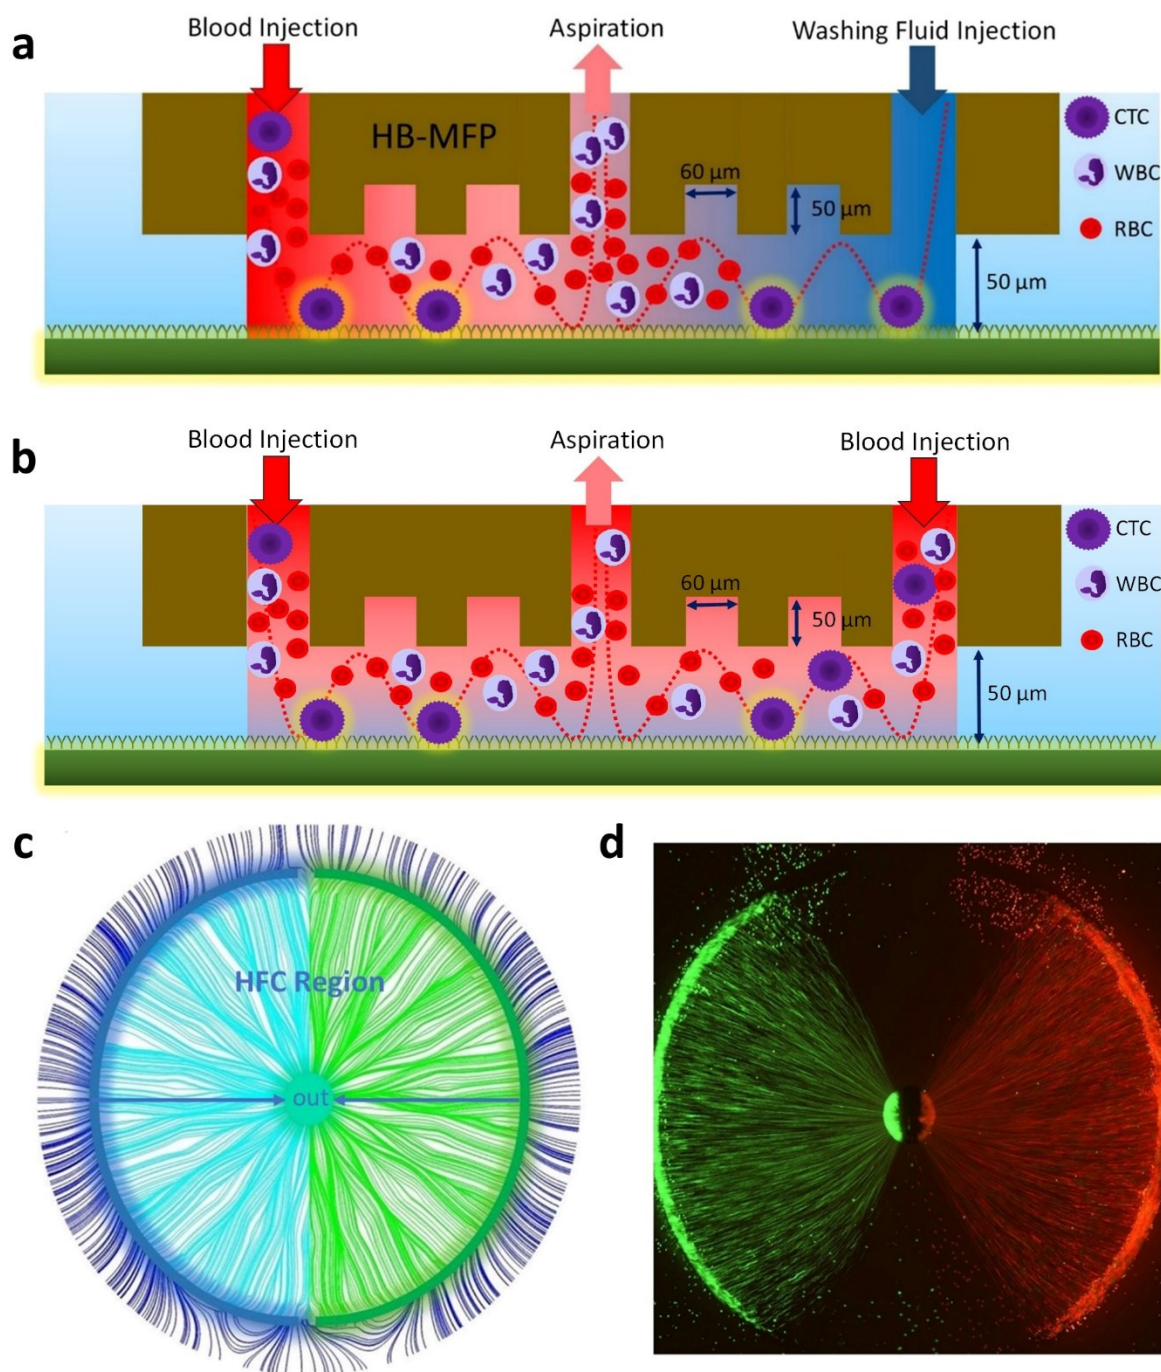 a
Blood Injection
Aspiration
Washing Fluid Injection
HB-MFP
60 µm
50 µm
50 µm
CTC
WBC
RBC
b
Blood Injection
Aspiration
Blood Injection
60 µm
50 µm
50 µm
CTC
WBC
RBC
c
HFC Region
out
d